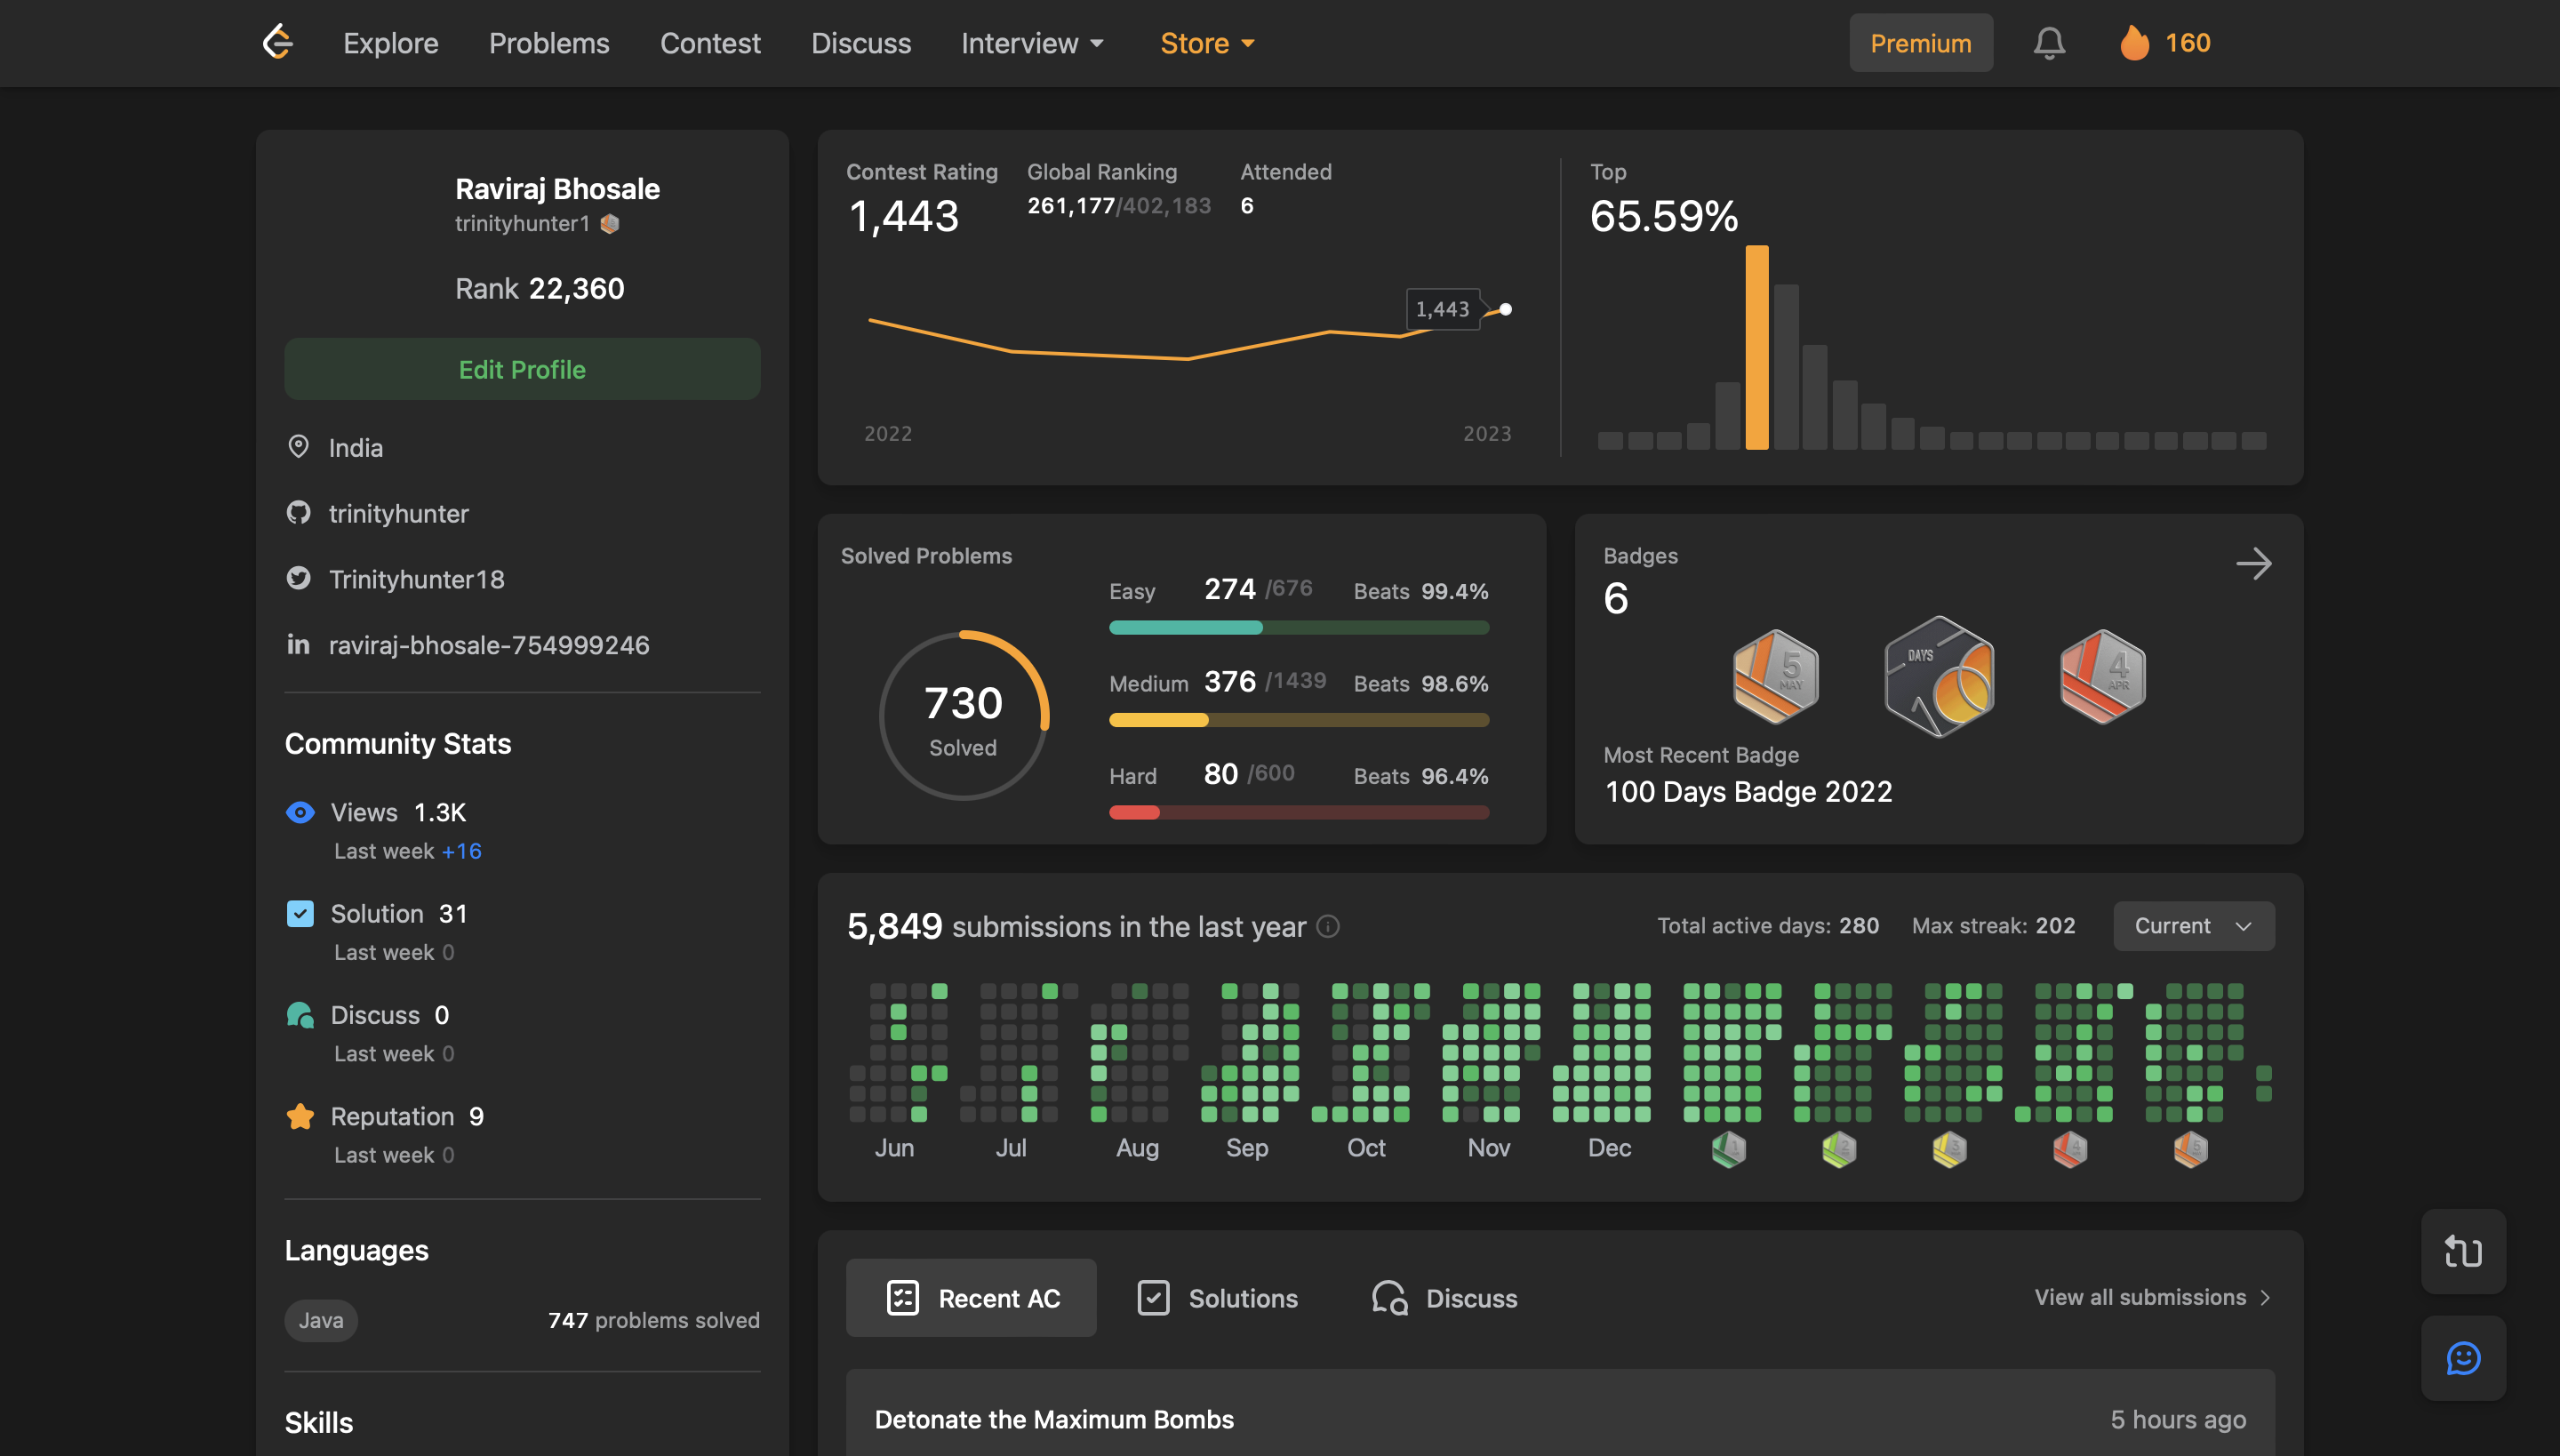 Explore Problems Contest Discuss Interview Store Premium 160
Raviraj Bhosale
trinityhunter1
Rank 22,360
Edit Profile
India
trinityhunter
Trinityhunter18
in raviraj-bhosale-754999246
Community Stats
Views 1.3K
Last week +16
Solution 31
Last week 0
Discuss 0
Last week 0
Reputation 9
Last week 0
Languages
Java 747 problems solved
Skills
Contest Rating Global Ranking Attended
1,443 261,177/402,183 6
1,443
2022 2023
Top
65.59%
Solved Problems
730
Solved
Easy 274 /676 Beats 99.4%
Medium 376 /1439 Beats 98.6%
Hard 80 /600 Beats 96.4%
Badges
6
5 MAY
DAYS
4 APR
Most Recent Badge
100 Days Badge 2022
5,849 submissions in the last year Total active days: 280 Max streak: 202 Current
Jun Jul Aug Sep Oct Nov Dec
Recent AC Solutions Discuss View all submissions
Detonate the Maximum Bombs 5 hours ago